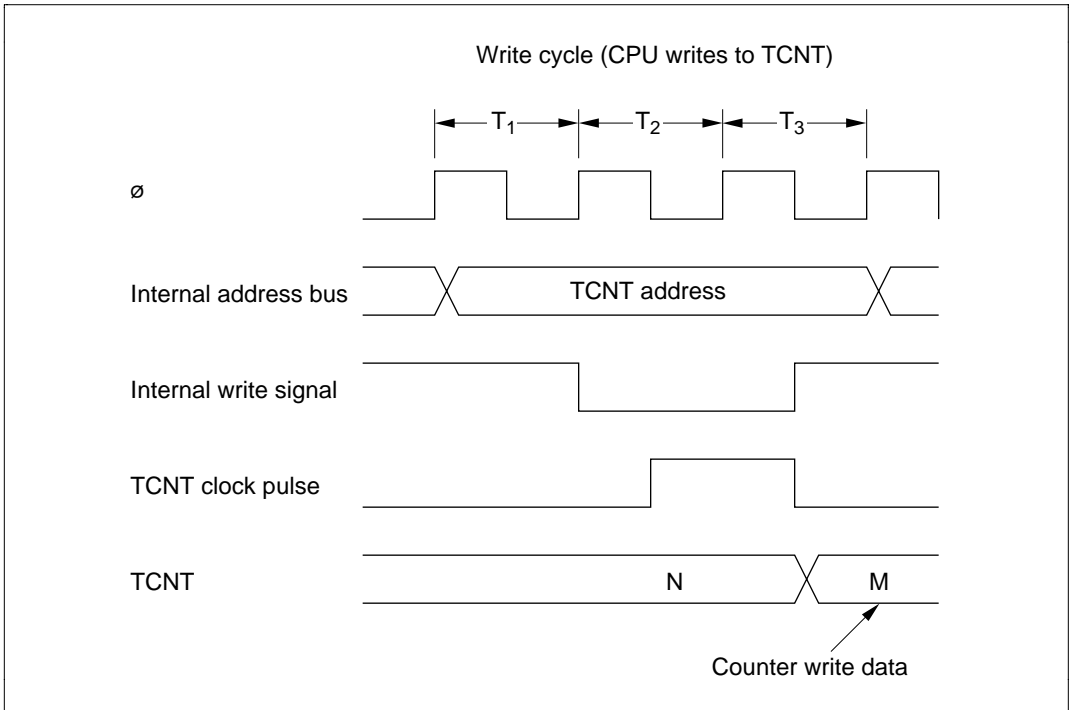 Write cycle (CPU writes to TCNT)
T1 T2 T3
ø
Internal address bus TCNT address
Internal write signal
TCNT clock pulse
TCNT N M
Counter write data